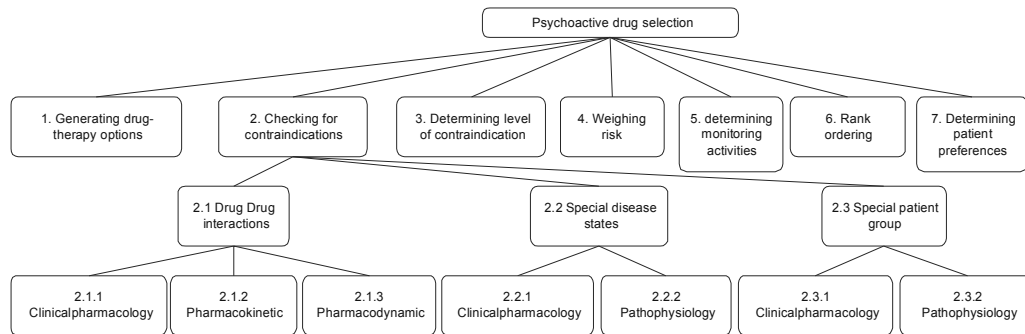 Psychoactive drug selection
1. Generating drug-
therapy options
2. Checking for
contraindications
3. Determining level
of contraindication
4. Weighing
risk
5. determining
monitoring
activities
6. Rank
ordering
7. Determining
patient
preferences
2.1 Drug Drug
interactions
2.2 Special disease
states
2.3 Special patient
group
2.1.1
Clinicalpharmacology
2.1.2
Pharmacokinetic
2.1.3
Pharmacodynamic
2.2.1
Clinicalpharmacology
2.2.2
Pathophysiology
2.3.1
Clinicalpharmacology
2.3.2
Pathophysiology